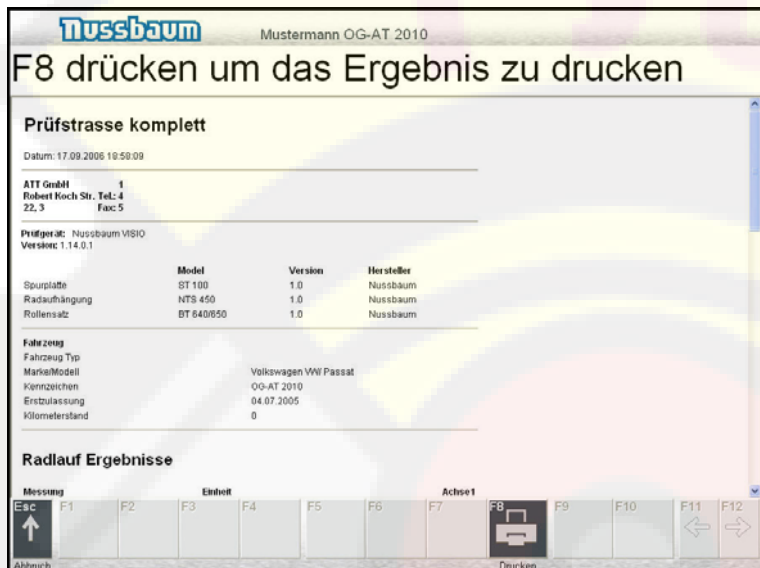 Nussbaum Mustermann OG-AT 2010
F8 drücken um das Ergebnis zu drucken
Prüfstrasse komplett
Datum: 17.09.2006 18:58:09
ATT GmbH 1
Robert Koch Str. Tel.: 4
22, 3 Fax: 5
Prüfgerät: Nussbaum VISIO
Version: 1.14.0.1
Model Version Hersteller
Spurplatte ST 100 1.0 Nussbaum
Radaufhängung NTS 450 1.0 Nussbaum
Rollensatz BT 640/650 1.0 Nussbaum
Fahrzeug
Fahrzeug Typ
Marke/Modell Volkswagen VW Passat
Kennzeichen OG-AT 2010
Erstzulassung 04.07.2005
Kilometerstand 0
Radlauf Ergebnisse
Messung Einheit Achse1
Esc F1 F2 F3 F4 F5 F6 F7 F8 F9 F10 F11 F12
Abbruch Drucken